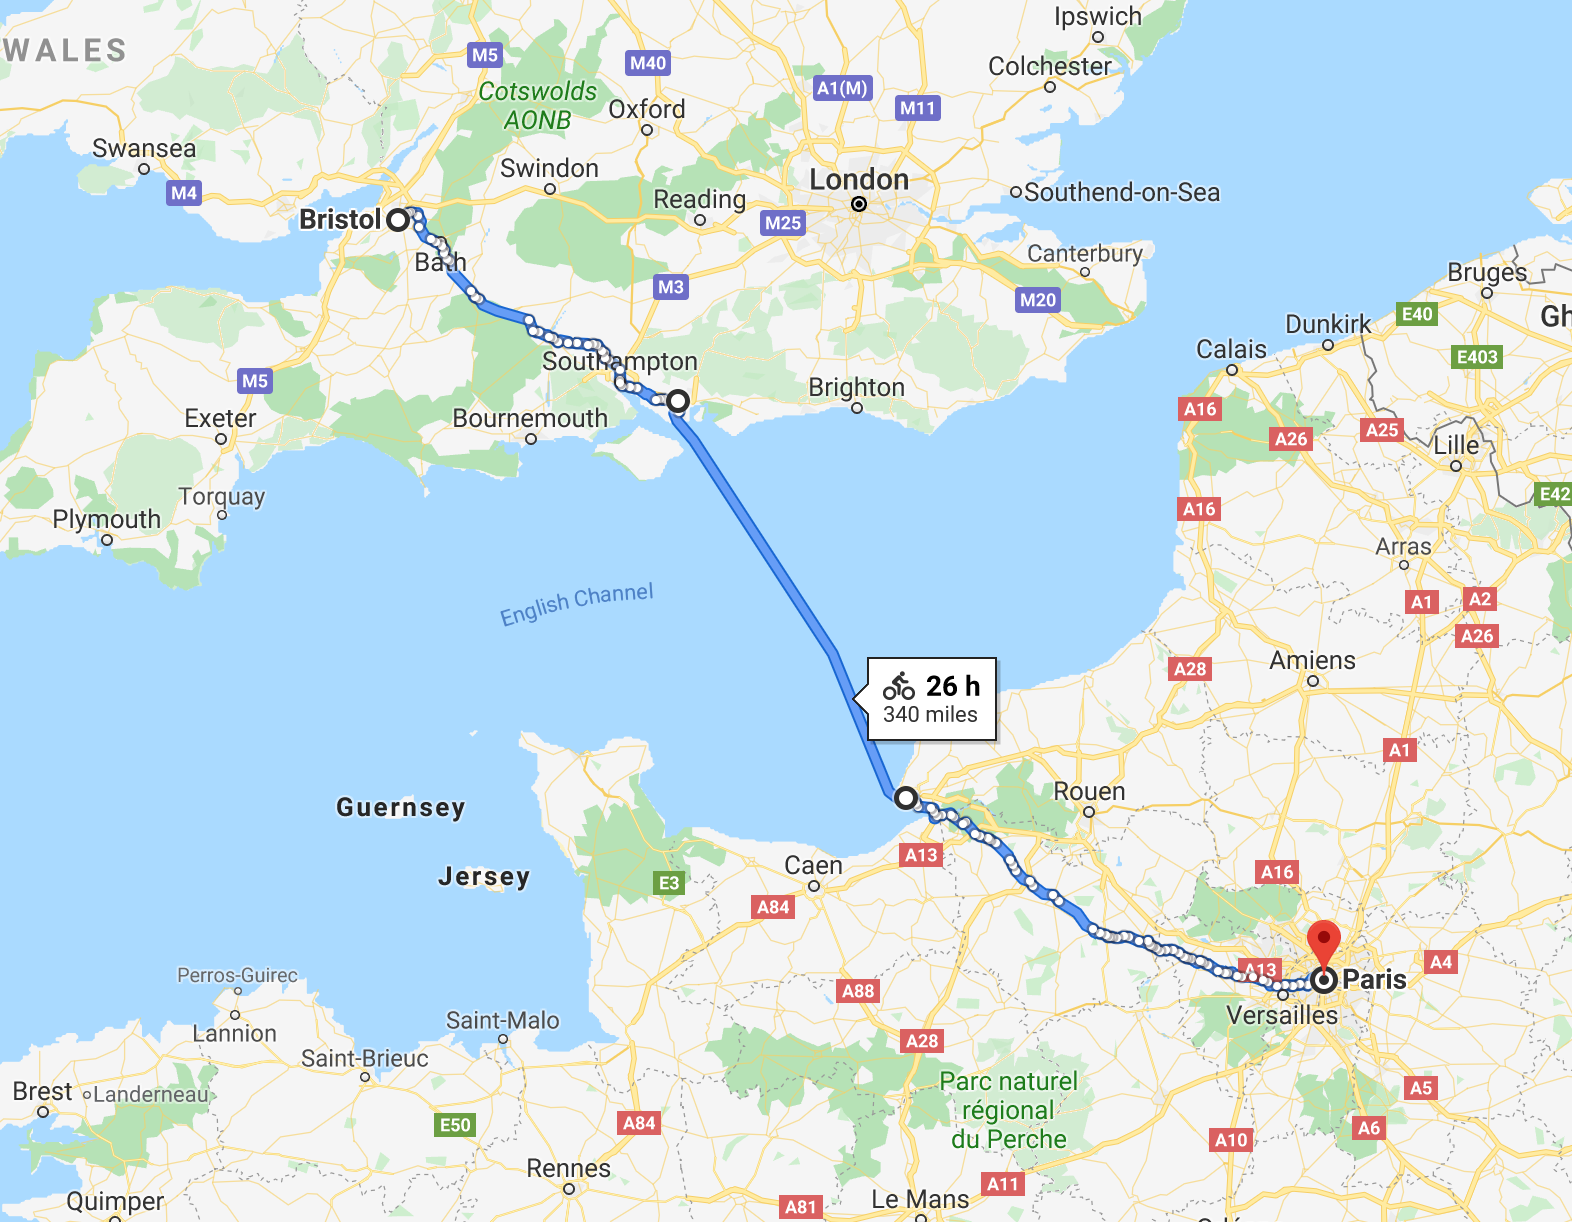 Ipswich
WALES
M5
M40
Colchester
A1(M)
Cotswolds
AONB
M11
Oxford
Swansea
Swindon
London
M4
Reading
Southend-on-Sea
Bristol
M25
Canterbury
Bath
Bruges
M3
M20
E40
Gh
Dunkirk
Calais
E403
Southampton
M5
Brighton
A16
Exeter
Bournemouth
A26
A25
Lille
Torquay
E42
Plymouth
A16
Arras
English Channel
A1
A2
A26
Amiens
A28
26 h
340 miles
A1
Guernsey
Rouen
A13
Caen
Jersey
E3
A16
A84
A13
A4
Perros-Guirec
Paris
A88
Versailles
Saint-Malo
Lannion
A28
Saint-Brieuc
Parc naturel
régional
du Perche
Brest
Landerneau
A5
E50
A84
A6
A10
Rennes
A11
Quimper
A81
Le Mans